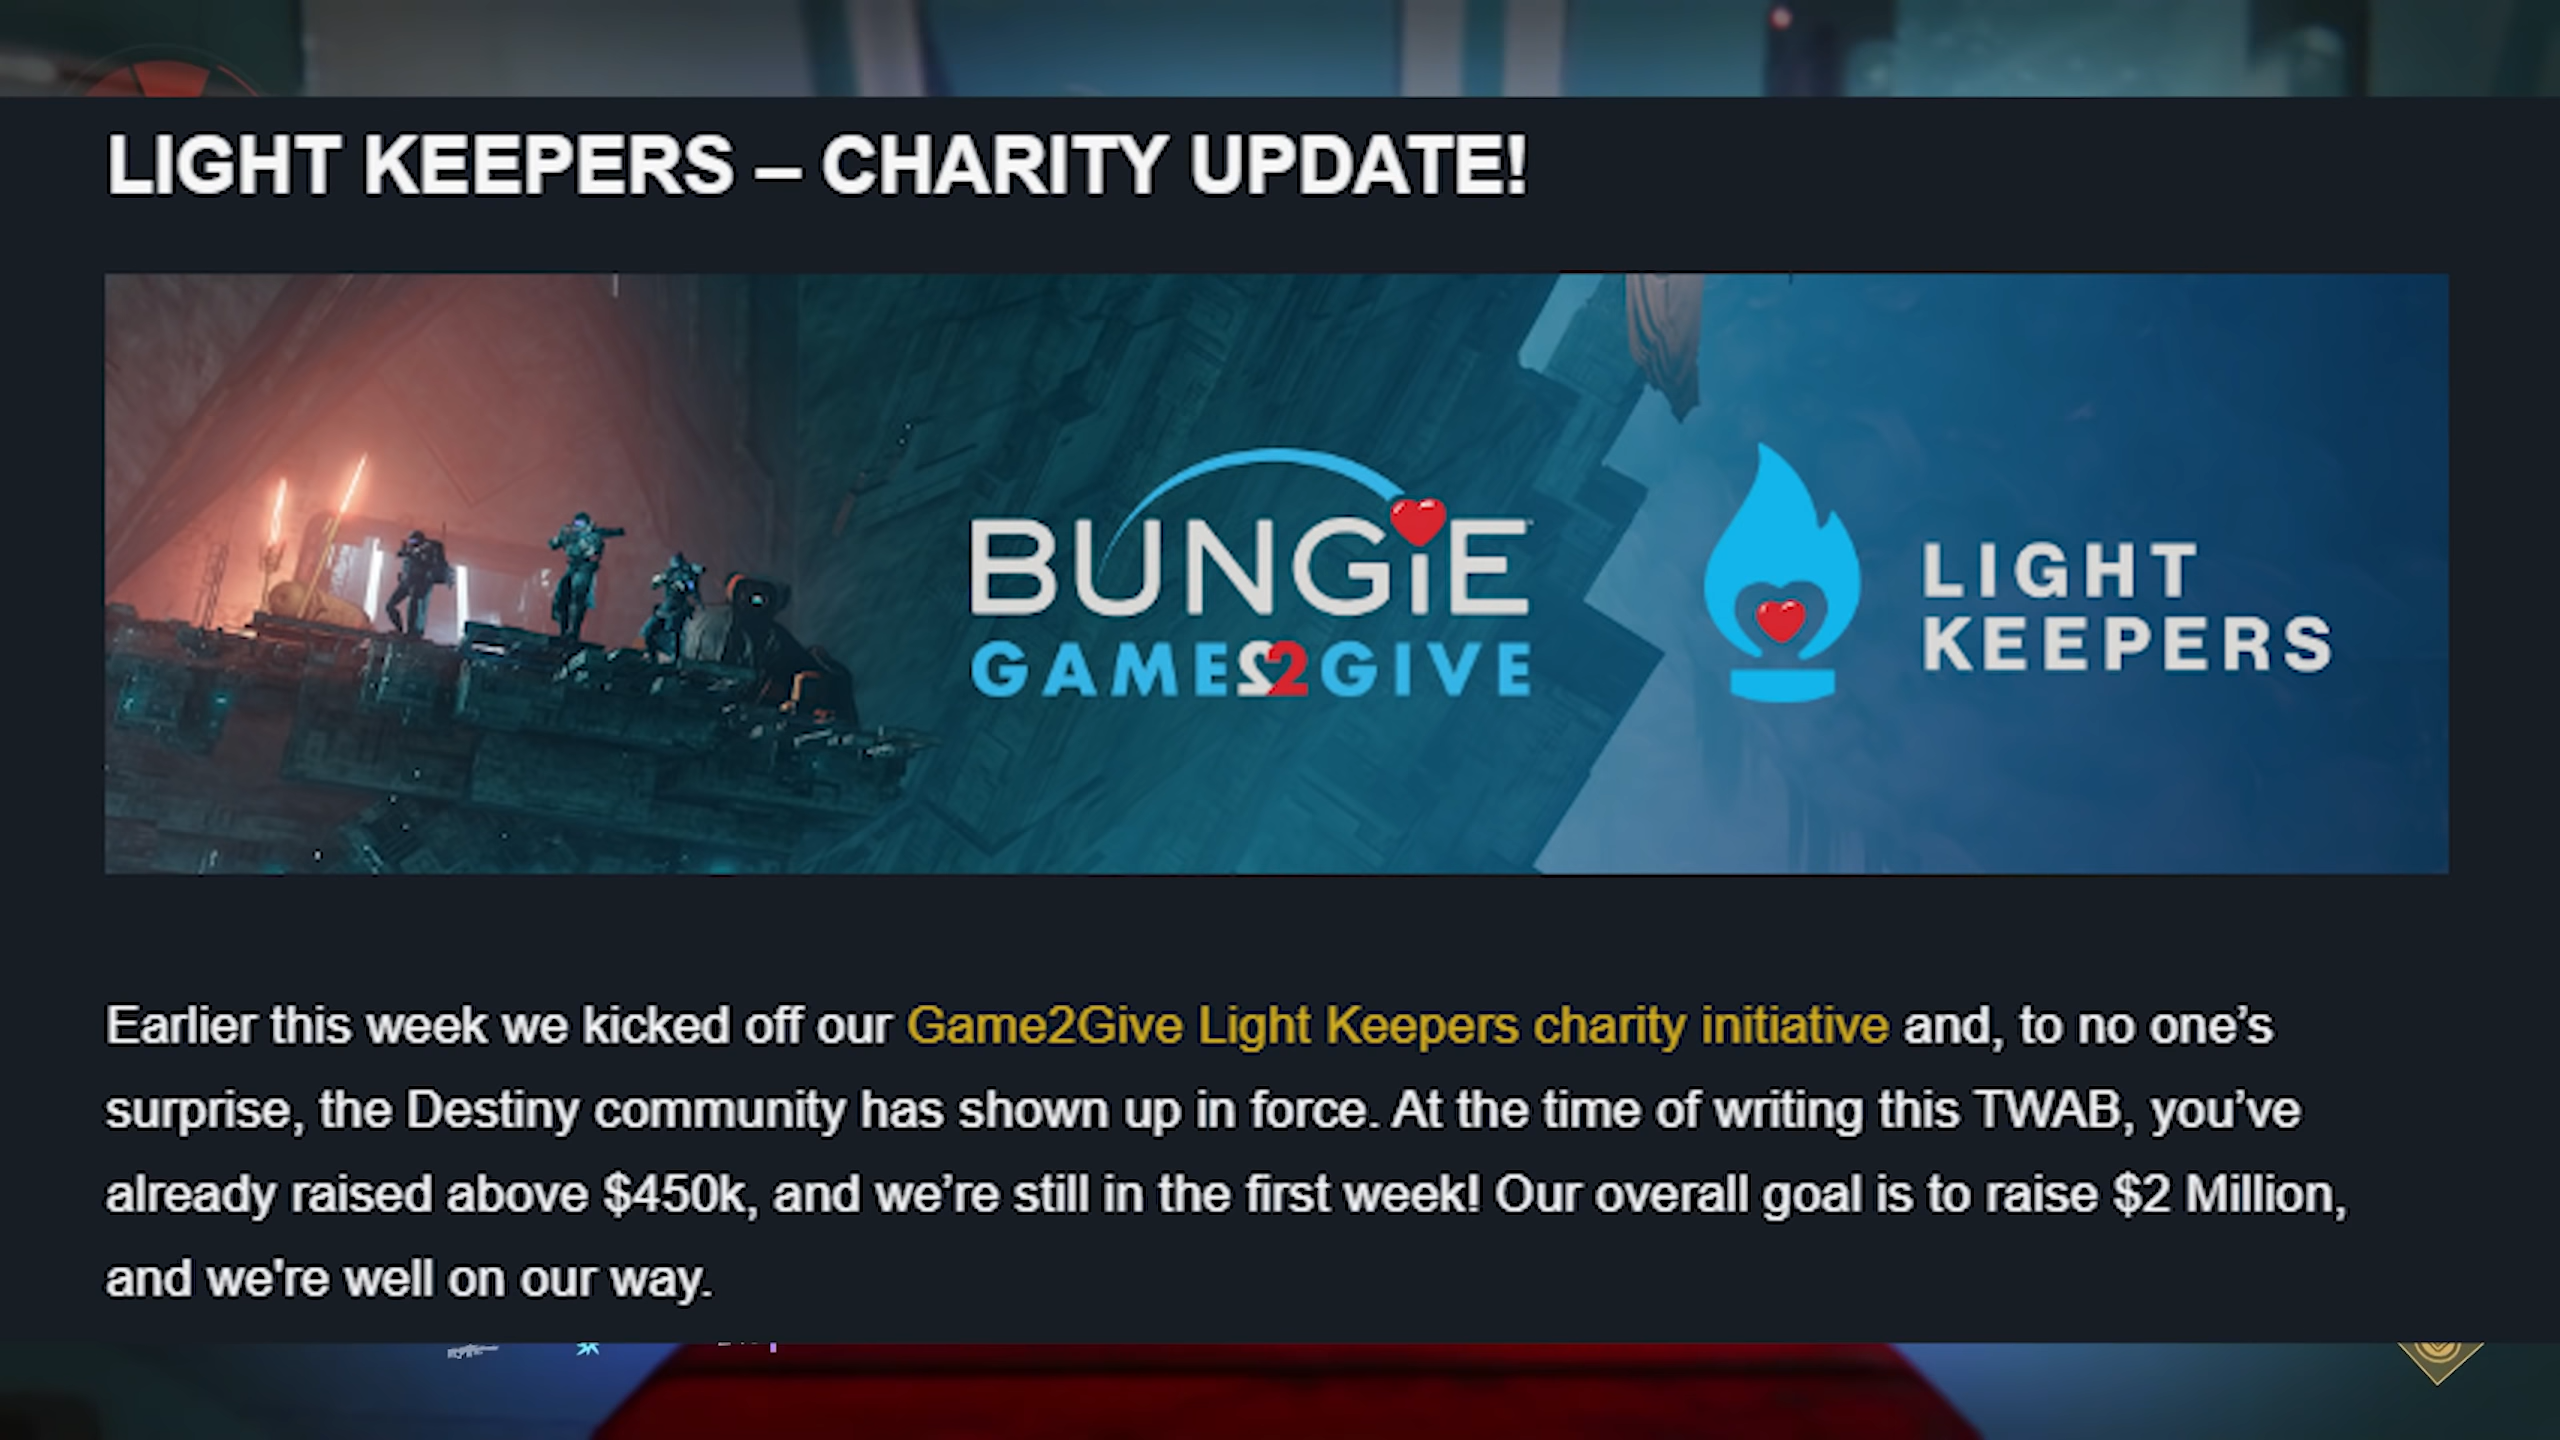 LIGHT KEEPERS – CHARITY UPDATE!
BUNGiE
GAME2GIVE
LIGHT
KEEPERS
Earlier this week we kicked off our Game2Give Light Keepers charity initiative and, to no one’s
surprise, the Destiny community has shown up in force. At the time of writing this TWAB, you’ve
already raised above $450k, and we’re still in the first week! Our overall goal is to raise $2 Million,
and we're well on our way.